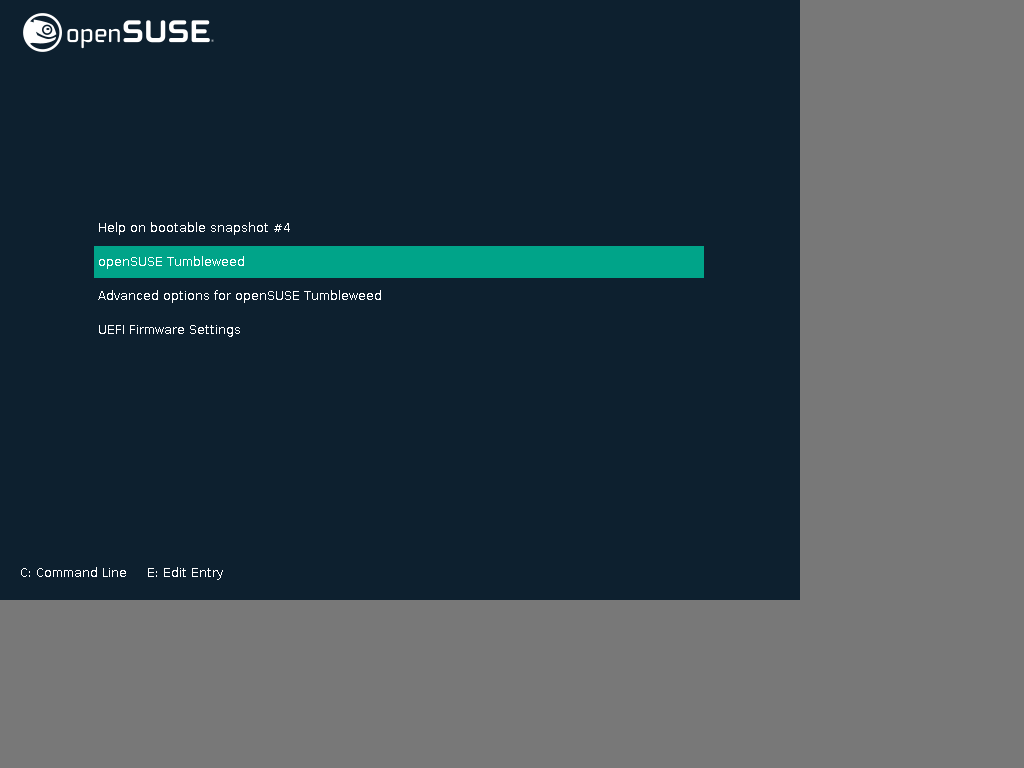 openSUSE.
Help on bootable snapshot #4
openSUSE Tumbleweed
Advanced options for openSUSE Tumbleweed
UEFI Firmware Settings
C: Command Line E: Edit Entry